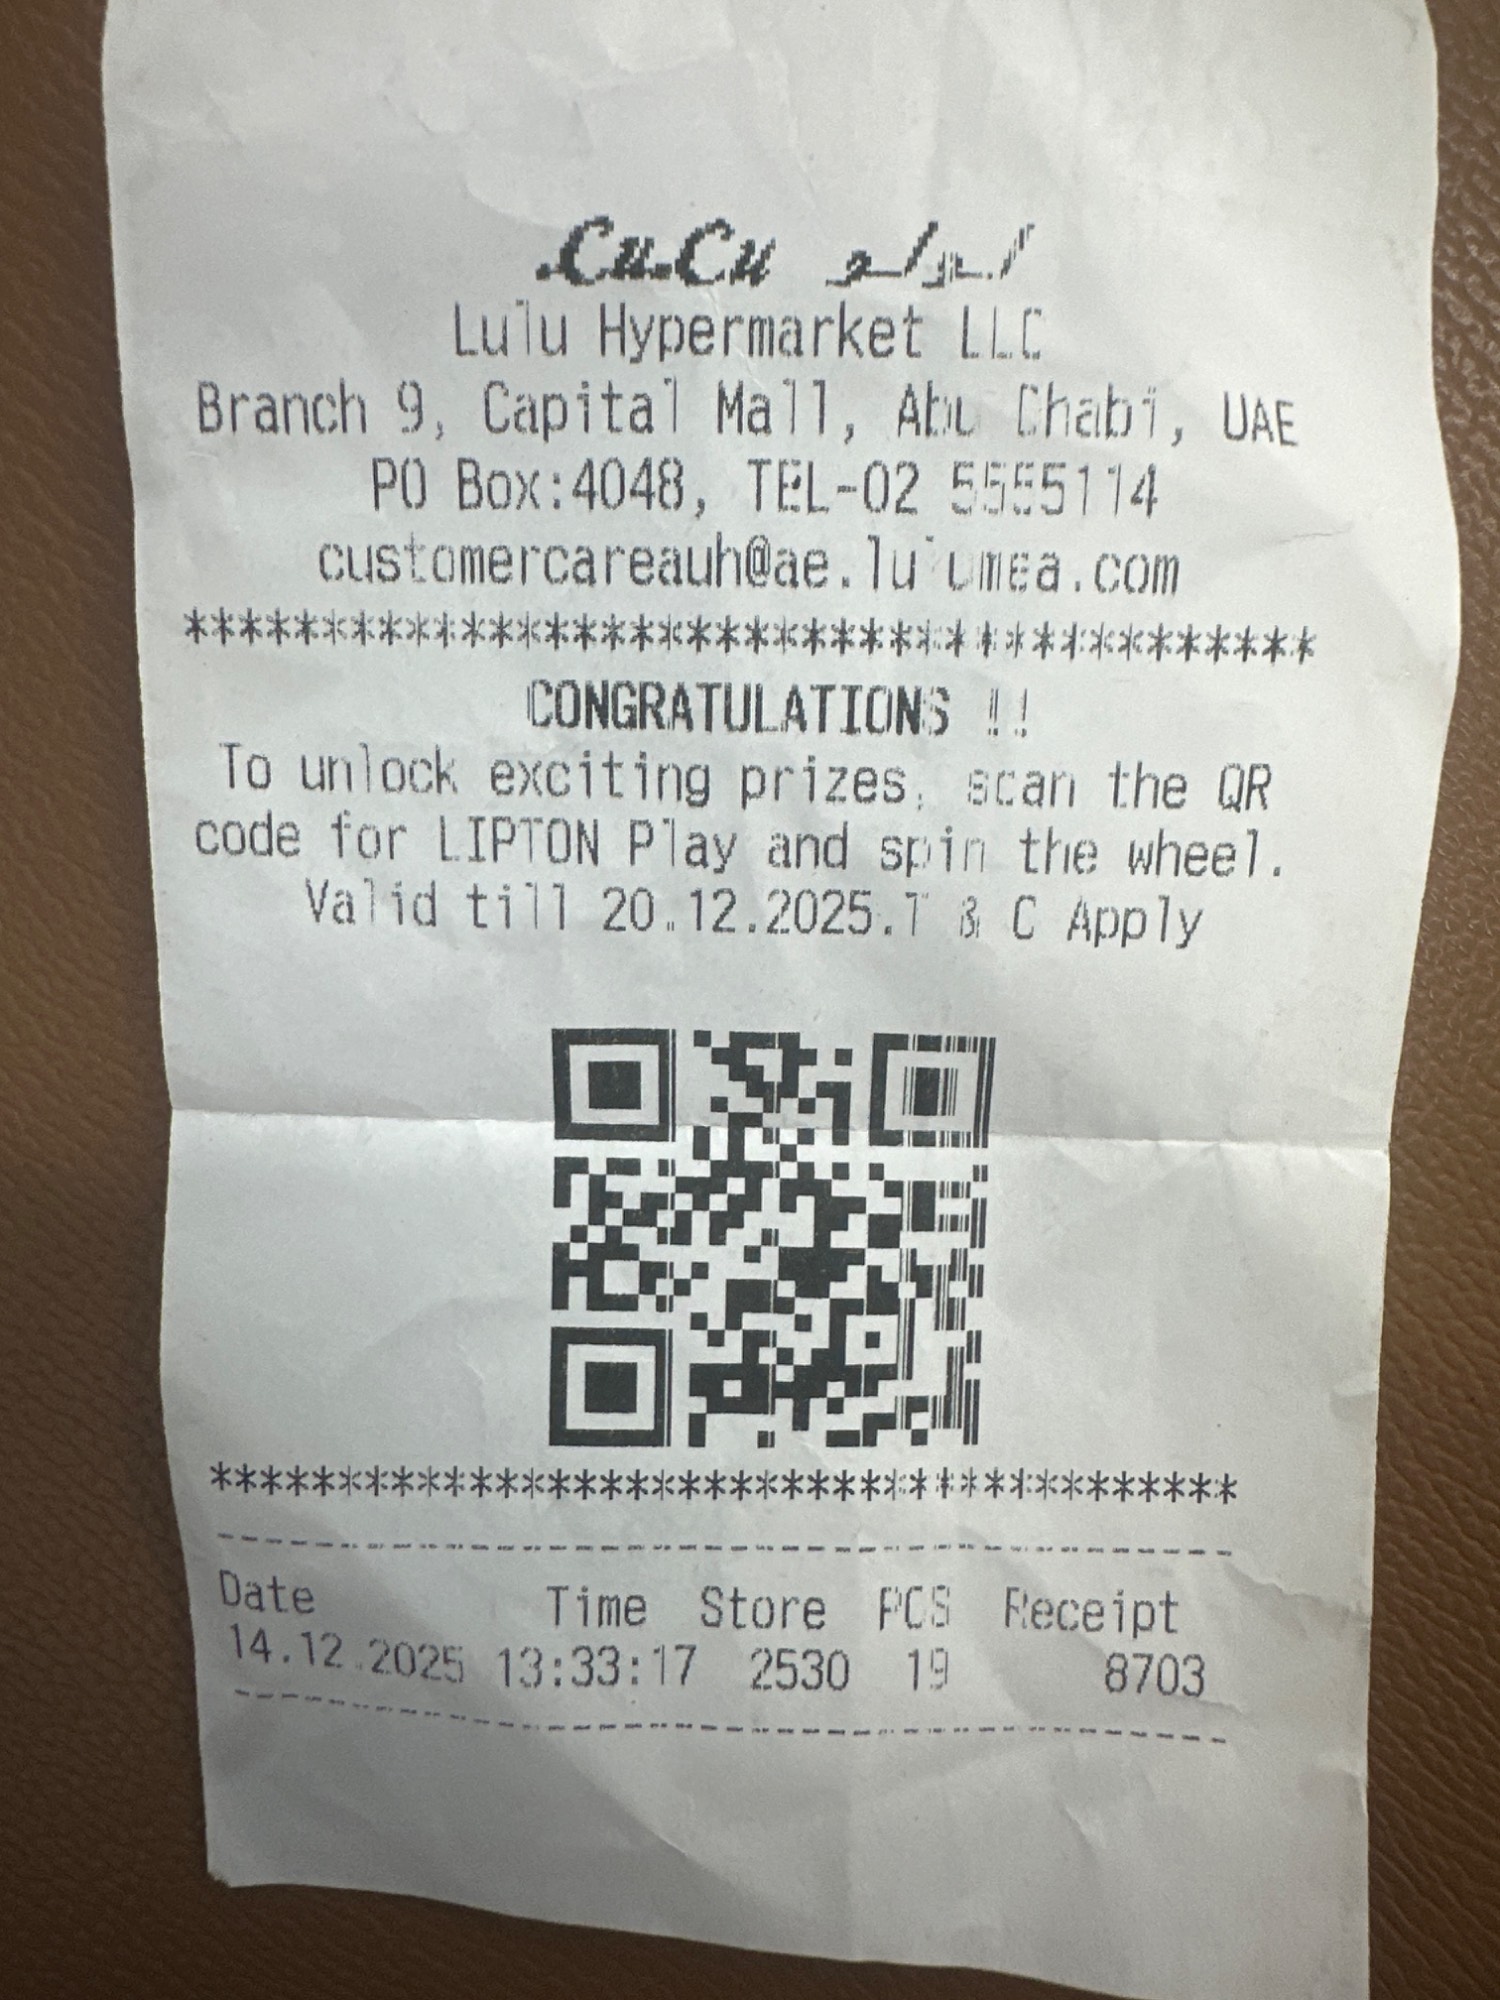 LuLu لولو
Lulu Hypermarket LLC
Branch 9, Capital Mall, Abu Dhabi, UAE
PO Box:4048, TEL-02 5555114
customercareauh@ae.lulumea.com
****************************************
CONGRATULATIONS !!
To unlock exciting prizes, scan the QR
code for LIPTON Play and spin the wheel.
Valid till 20.12.2025.T & C Apply
****************************************
----------------------------------------
Date Time Store POS Receipt
14.12.2025 13:33:17 2530 19 8703
----------------------------------------